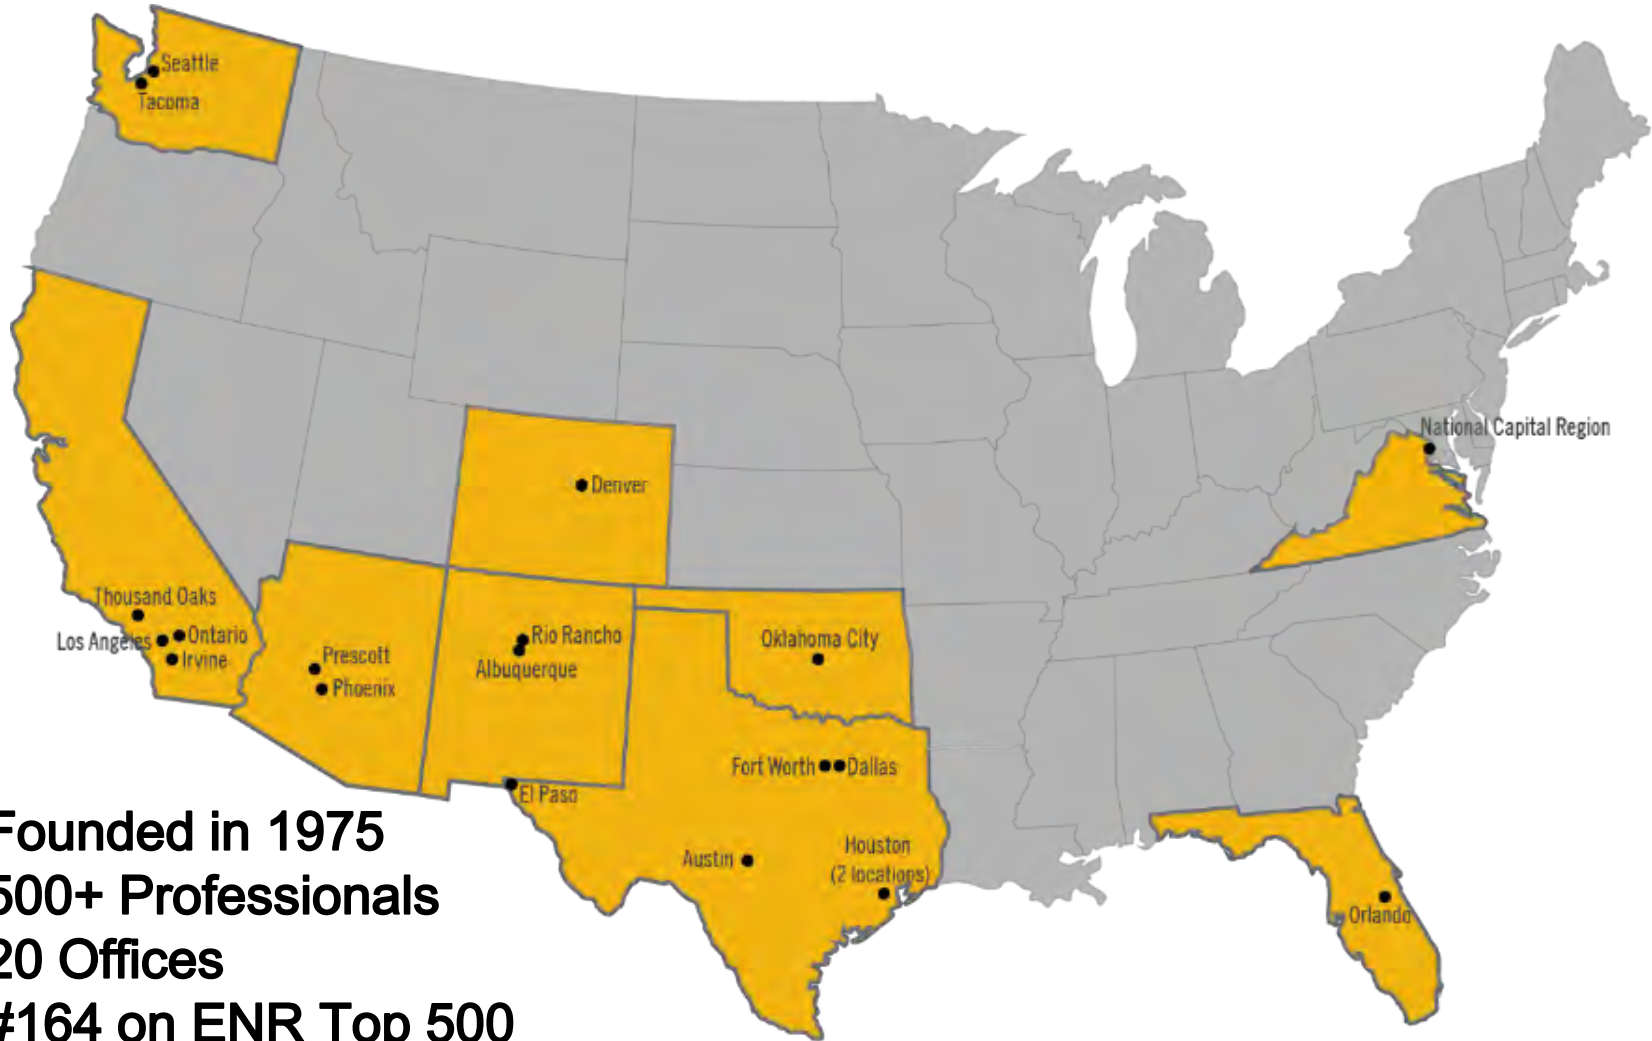 Seattle
Tacoma
National Capital Region
Denver
Thousand Oaks
Los Angeles
Ontario
Irvine
Prescott
Phoenix
Rio Rancho
Albuquerque
Oklahoma City
Fort Worth
Dallas
El Paso
Austin
Houston
(2 locations)
Orlando
Founded in 1975
500+ Professionals
20 Offices
#164 on ENR Top 500